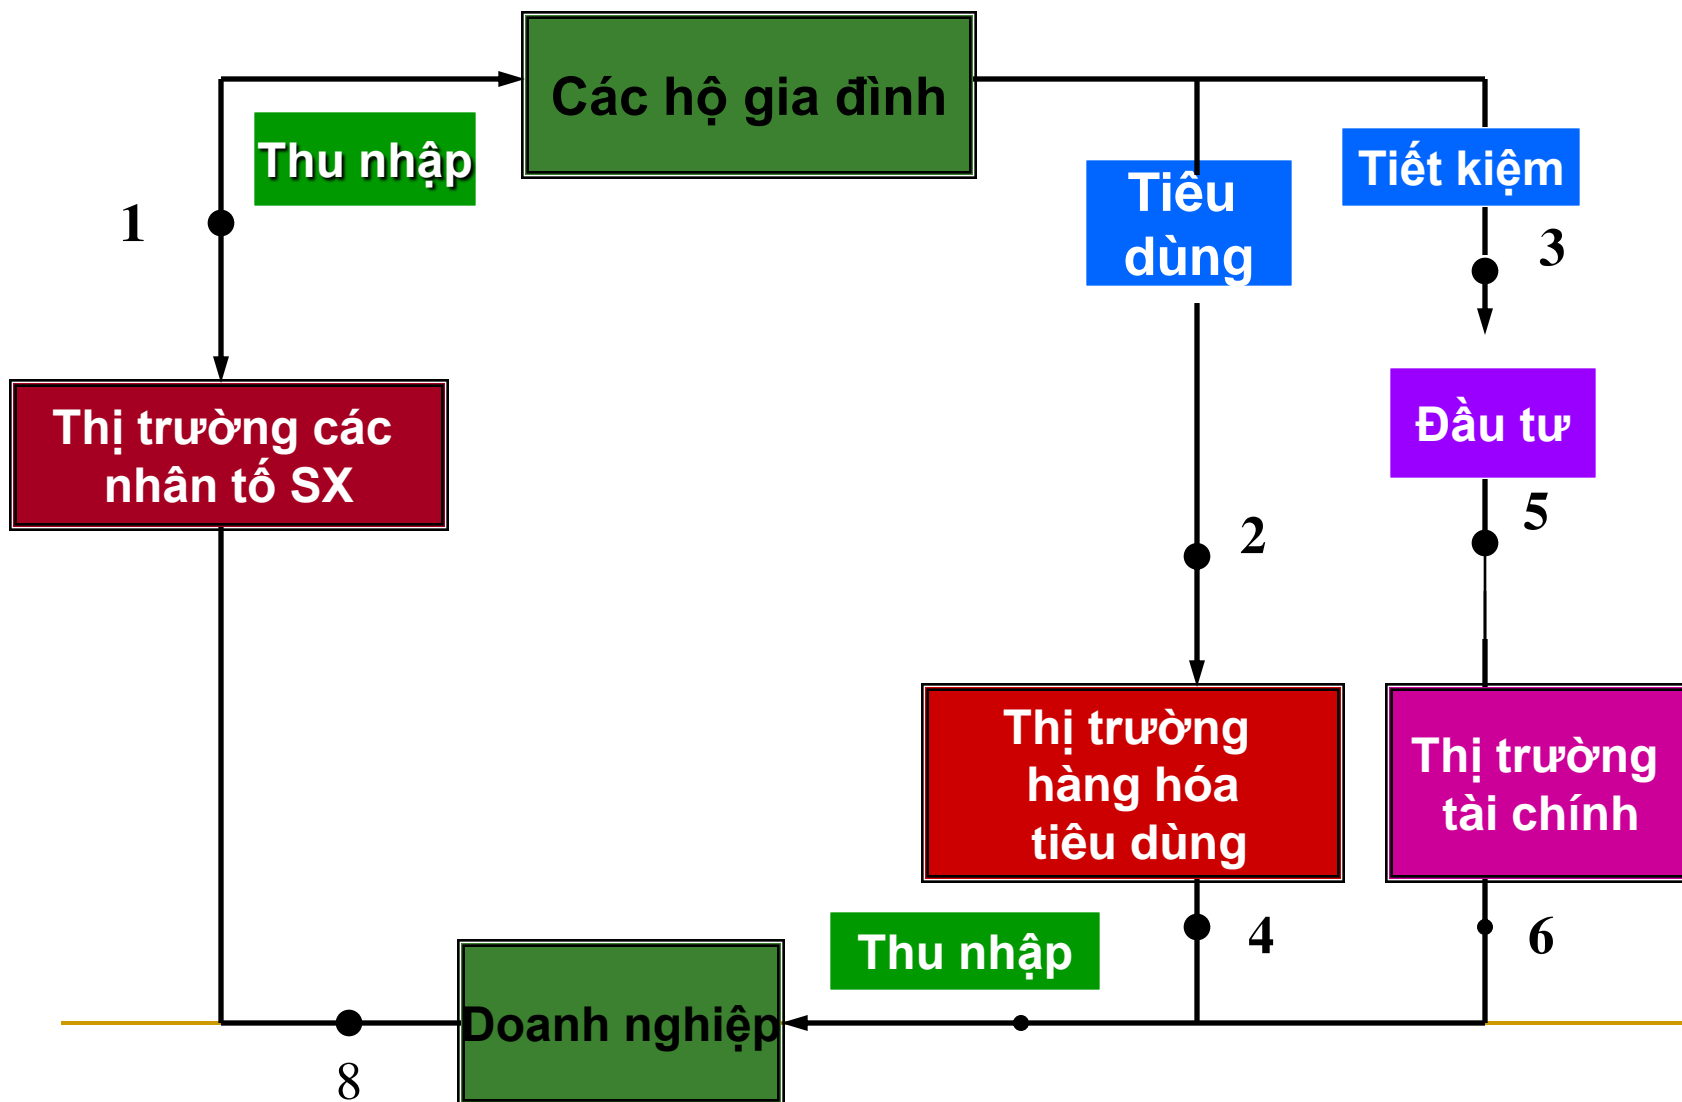 Các hộ gia đình
Thu nhập
Tiết kiệm
Tiêu
dùng
1
3
Thị trường các
nhân tố SX
Đầu tư
5
2
Thị trường
hàng hóa
tiêu dùng
Thị trường
tài chính
4
6
Thu nhập
Doanh nghiệp
8